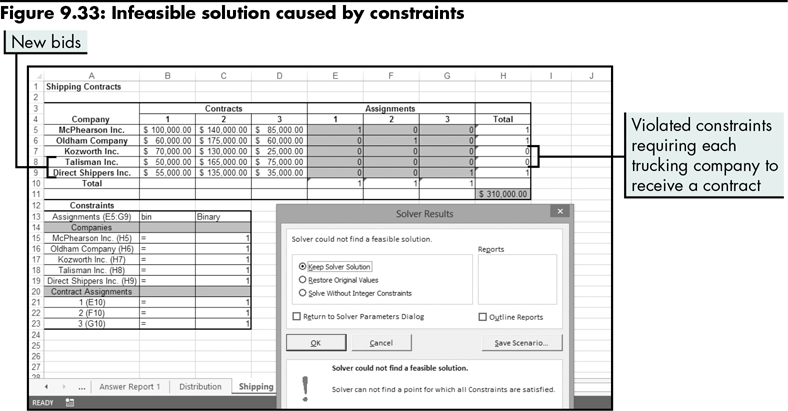 Figure 9.33: Infeasible solution caused by constraints
New bids
A B C D E F G H I J
1 Shipping Contracts
2
3 Contracts Assignments
4 Company 1 2 3 1 2 3 Total
5 McPhearson Inc. $ 100,000.00 $ 140,000.00 $ 85,000.00 1 0 0 1
6 Oldham Company $ 60,000.00 $ 175,000.00 $ 60,000.00 0 1 0 1
7 Kozworth Inc. $ 70,000.00 $ 130,000.00 $ 25,000.00 0 0 0 0
8 Talisman Inc. $ 50,000.00 $ 165,000.00 $ 75,000.00 0 0 0 0
9 Direct Shippers Inc. $ 55,000.00 $ 135,000.00 $ 35,000.00 0 0 1 1
10 Total 1 1 1
11 $ 310,000.00
Violated constraints
requiring each
trucking company to
receive a contract
12 Constraints
13 Assignments (E5:G9) bin Binary
14 Companies
15 McPhearson Inc. (H5) = 1
16 Oldham Company (H6) = 1
17 Kozworth Inc. (H7) = 1
18 Talisman Inc. (H8) = 1
19 Direct Shippers Inc. (H9) = 1
20 Contract Assignments
21 1 (E10) = 1
22 2 (F10) = 1
23 3 (G10) = 1
24
25
26
27
28
Solver Results
Solver could not find a feasible solution.
Reports
Keep Solver Solution
Restore Original Values
Solve Without Integer Constraints
Return to Solver Parameters Dialog
Outline Reports
OK Cancel Save Scenario...
Solver could not find a feasible solution.
Solver can not find a point for which all Constraints are satisfied.
... Answer Report 1 Distribution Shipping
READY